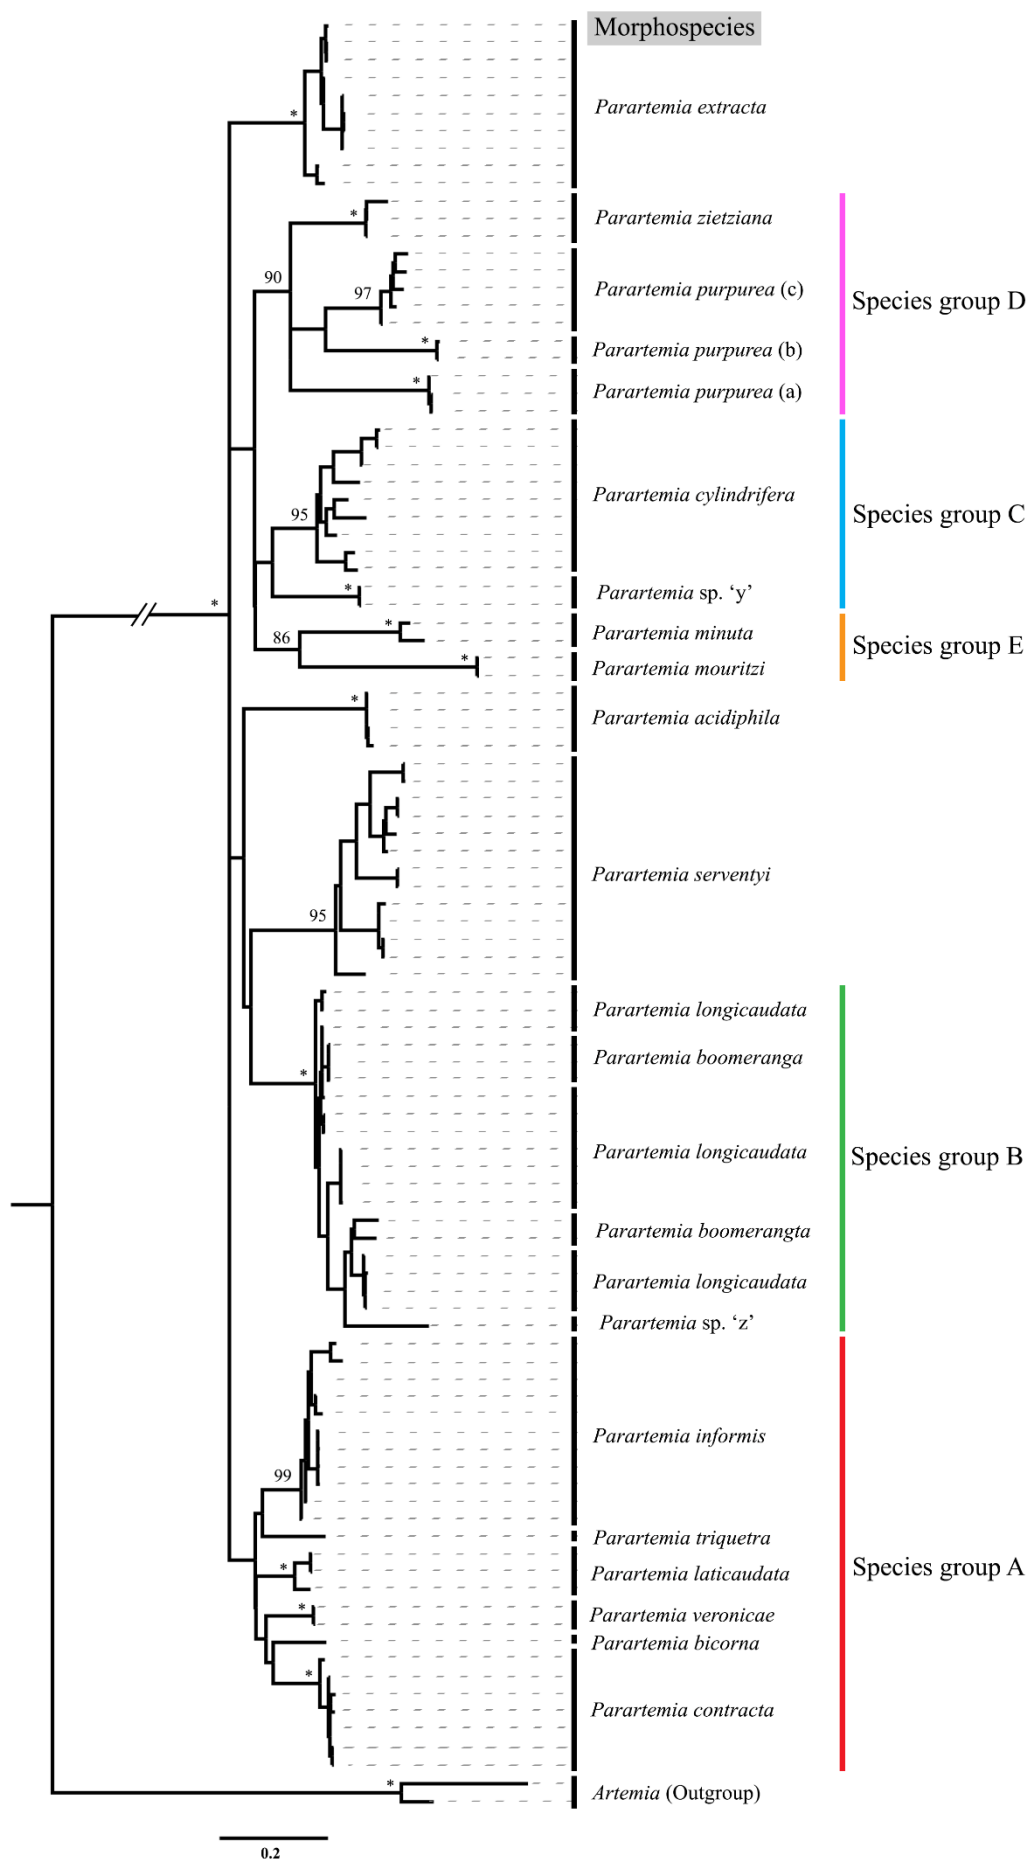 Morphospecies
*
Parartemia extracta
*
Parartemia zietziana
90
97
Parartemia purpurea (c)
Species group D
*
Parartemia purpurea (b)
*
Parartemia purpurea (a)
Parartemia cylindrifera
95
Species group C
*
Parartemia sp. ‘y’
*
*
Parartemia minuta
86
Species group E
*
Parartemia mouritzi
*
Parartemia acidiphila
Parartemia serventyi
95
Parartemia longicaudata
Parartemia boomeranga
*
Parartemia longicaudata
Species group B
Parartemia boomerangta
Parartemia longicaudata
Parartemia sp. ‘z’
Parartemia informis
99
Parartemia triquetra
*
Parartemia laticaudata
Species group A
*
Parartemia veronicae
Parartemia bicorna
*
Parartemia contracta
*
Artemia (Outgroup)
0.2